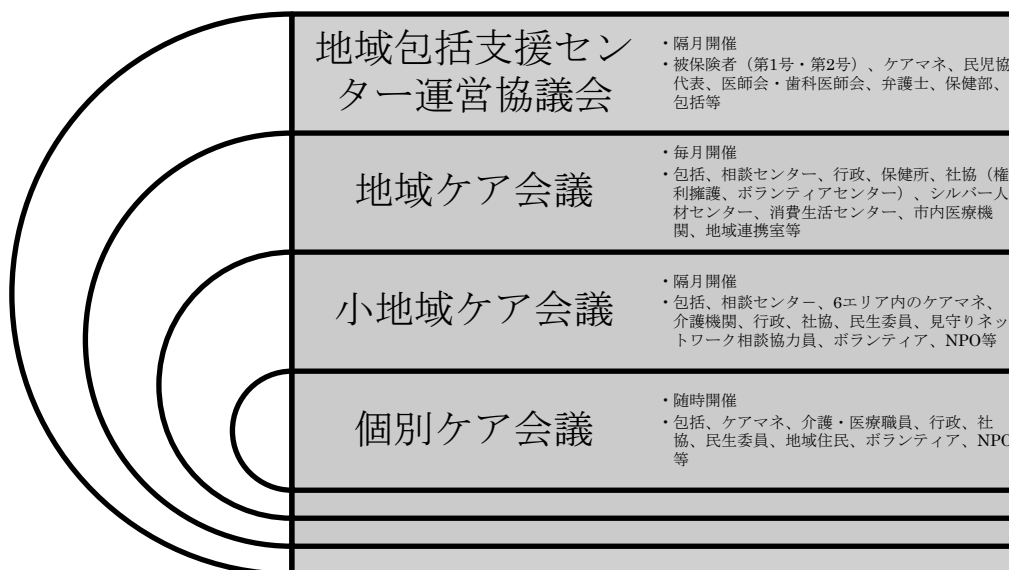 地域包括支援セン
ター運営協議会
・隔月開催
・被保険者（第1号・第2号）、ケアマネ、民児協
代表、医師会・歯科医師会、弁護士、保健部、
包括等
地域ケア会議
・毎月開催
・包括、相談センター、行政、保健所、社協（権
利擁護、ボランティアセンター）、シルバー人
材センター、消費生活センター、市内医療機
関、地域連携室等
小地域ケア会議
・隔月開催
・包括、相談センター、6エリア内のケアマネ、
介護機関、行政、社協、民生委員、見守りネッ
トワーク相談協力員、ボランティア、NPO等
個別ケア会議
・随時開催
・包括、ケアマネ、介護・医療職員、行政、社
協、民生委員、地域住民、ボランティア、NPO
等